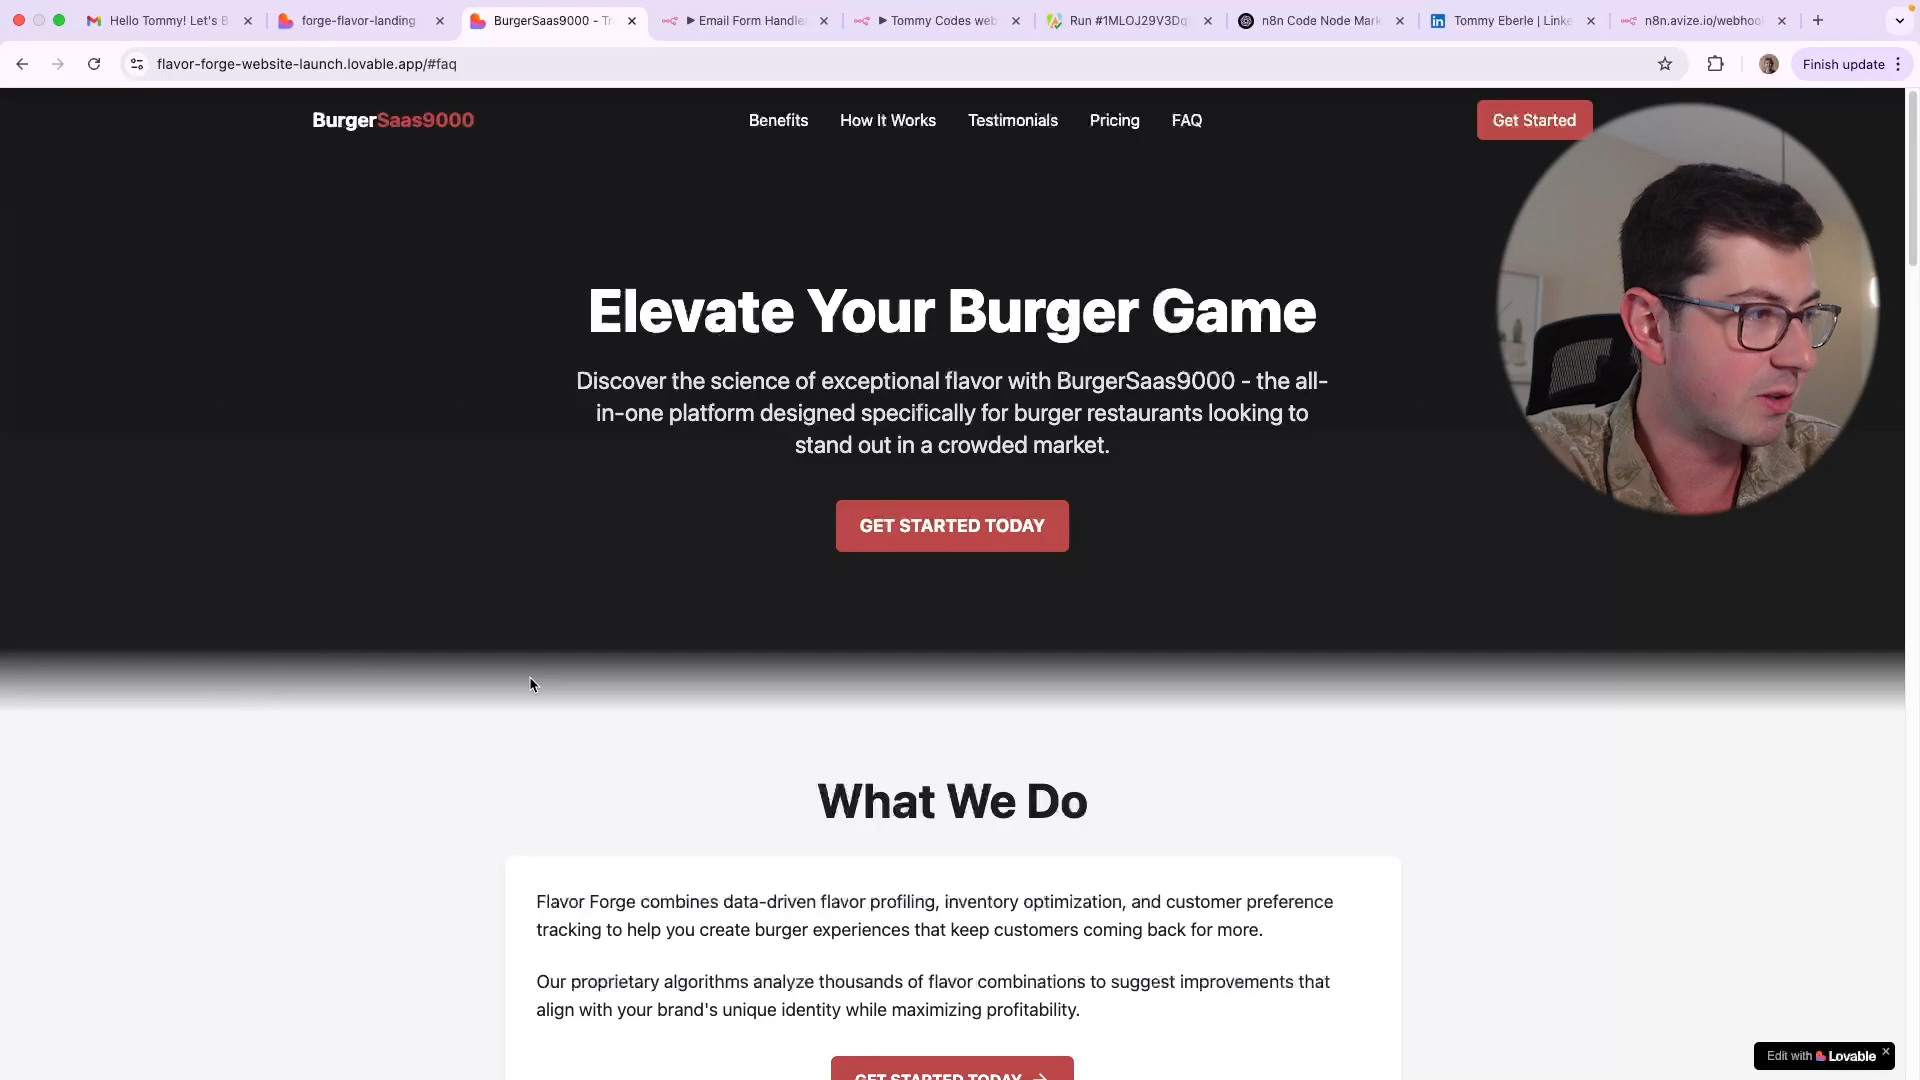 Hello Tommy! Let's B
forge-flavor-landing
BurgerSaas9000 - Tr
Email Form Handle
Tommy Codes web
Run #1MLOJ29V3Dq
n8n Code Node Mark
Tommy Eberle | Linke
n8n.avize.io/webhoo
flavor-forge-website-launch.lovable.app/#faq
Finish update
BurgerSaas9000
Benefits
How It Works
Testimonials
Pricing
FAQ
Get Started
Elevate Your Burger Game
Discover the science of exceptional flavor with BurgerSaas9000 - the all-
in-one platform designed specifically for burger restaurants looking to
stand out in a crowded market.
GET STARTED TODAY
What We Do
Flavor Forge combines data-driven flavor profiling, inventory optimization, and customer preference
tracking to help you create burger experiences that keep customers coming back for more.
Our proprietary algorithms analyze thousands of flavor combinations to suggest improvements that
align with your brand's unique identity while maximizing profitability.
GET STARTED TODAY
Edit with Lovable